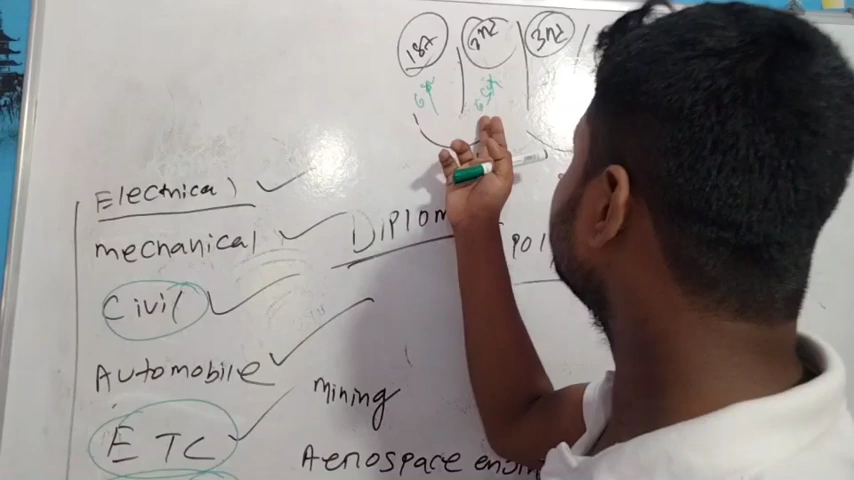 1st 2nd 3rd
Electrical
mechanical
Diplom
Civil
Automobile
mining
ETC
Aerospace